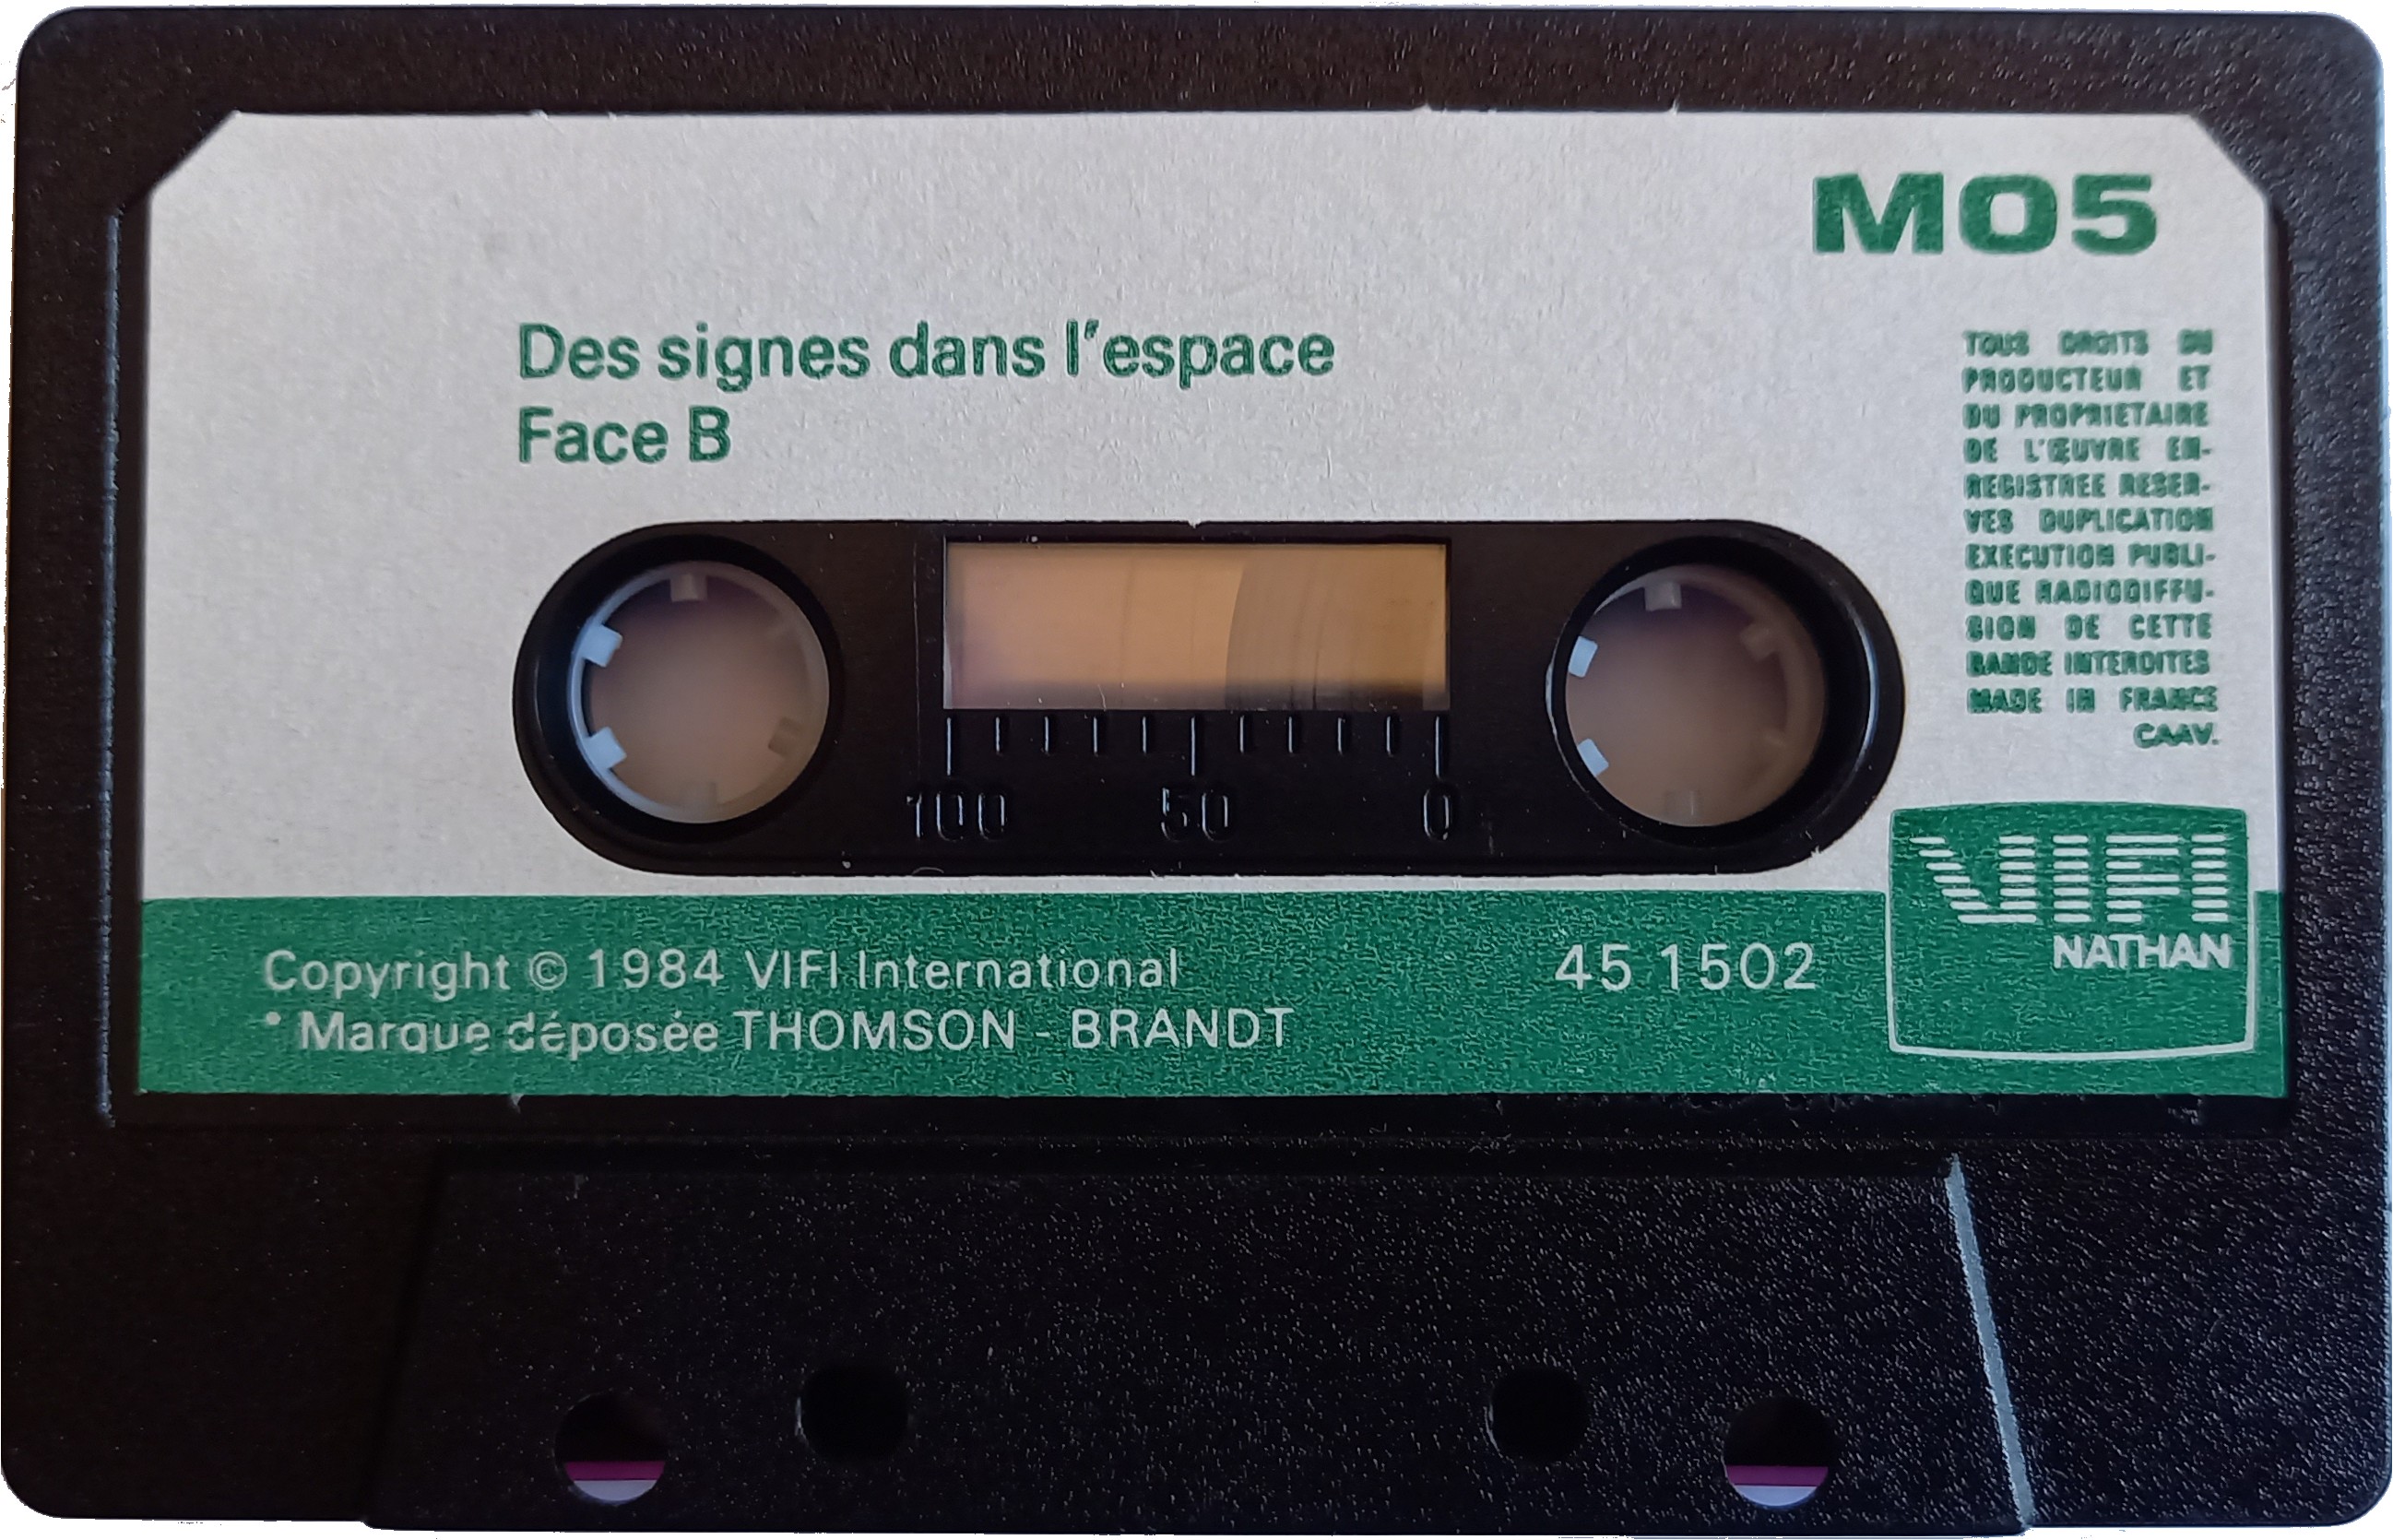 MO5
Des signes dans l'espace
Face B
TOUS DROITS DU
PRODUCTEUR ET
DU PROPRIETAIRE
DE L'ŒUVRE EN-
REGISTREE RESER-
VES DUPLICATION
EXECUTION PUBLI-
QUE RADIODIFFU-
SION DE CETTE
BANDE INTERDITES
MADE IN FRANCE
CAAV.
100 50 0
VIFI
NATHAN
Copyright © 1984 VIFI International 45 1502
* Marque déposée THOMSON - BRANDT